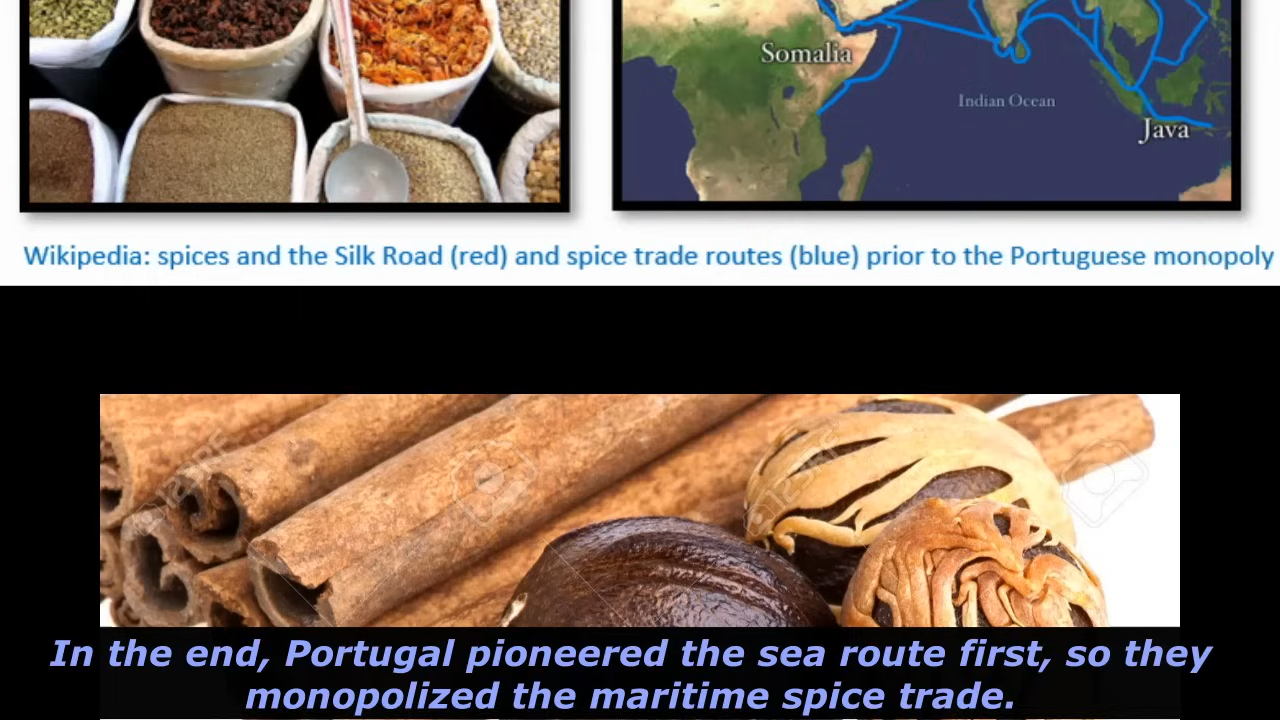 Somalia
Indian Ocean
Java
Wikipedia: spices and the Silk Road (red) and spice trade routes (blue) prior to the Portuguese monopoly
In the end, Portugal pioneered the sea route first, so they
monopolized the maritime spice trade.